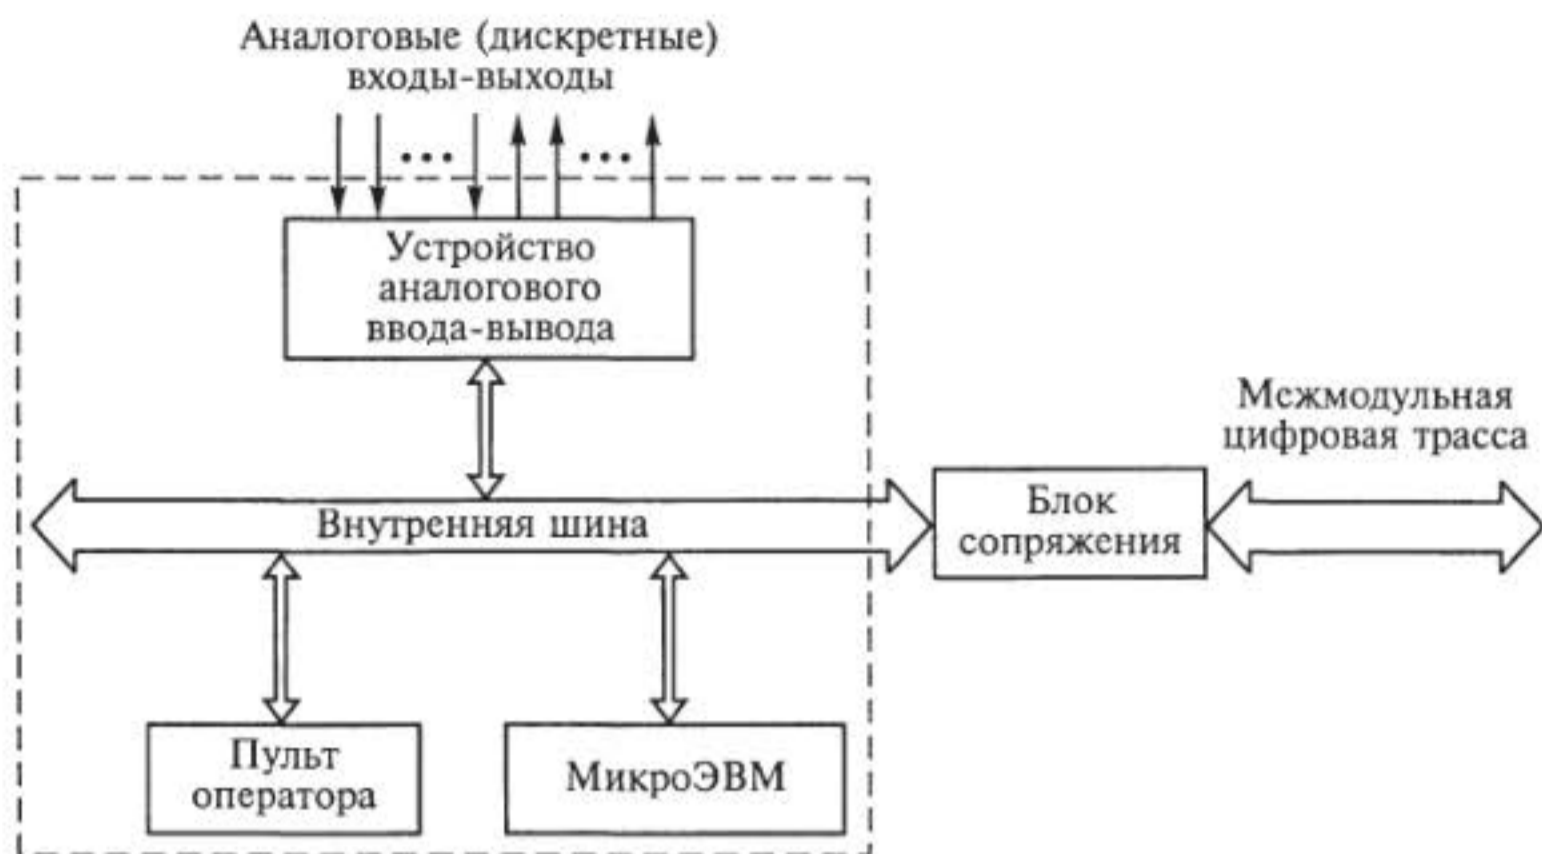 Аналоговые (дискретные)
входы-выходы
Устройство
аналогового
ввода-вывода
Межмодульная
цифровая трасса
Внутренняя шина
Блок
сопряжения
Пульт
оператора
МикроЭВМ